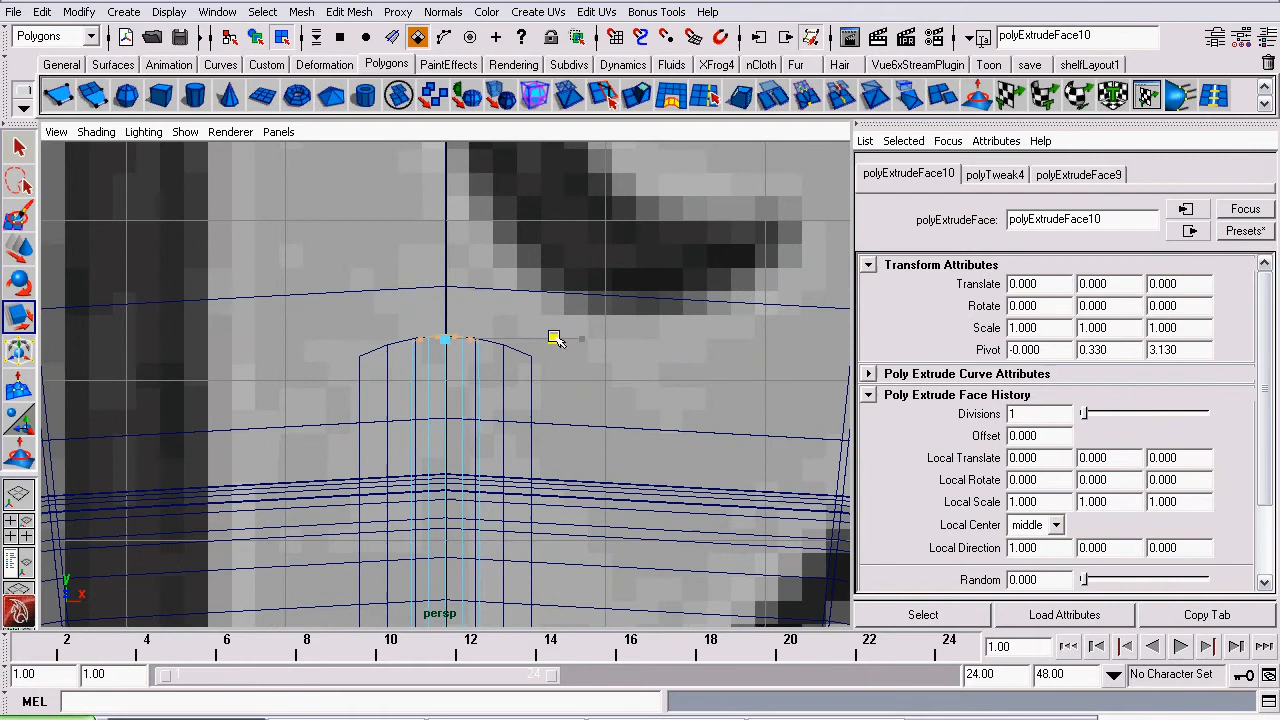 File Edit Modify Create Display Window Select Mesh Edit Mesh Proxy Normals Color Create UVs Edit UVs Bonus Tools Help
Polygons ? polyExtrudeFace10
General Surfaces Animation Curves Custom Deformation Polygons PaintEffects Rendering Subdivs Dynamics Fluids XFrog4 nCloth Fur Hair Vue6xStreamPlugin Toon save shelfLayout1
View Shading Lighting Show Renderer Panels
List Selected Focus Attributes Help
polyExtrudeFace10 polyTweak4 polyExtrudeFace9
polyExtrudeFace: polyExtrudeFace10 Focus
Presets*
Transform Attributes
Translate 0.000 0.000 0.000
Rotate 0.000 0.000 0.000
Scale 1.000 1.000 1.000
Pivot -0.000 0.330 3.130
Poly Extrude Curve Attributes
Poly Extrude Face History
Divisions 1
Offset 0.000
Local Translate 0.000 0.000 0.000
Local Rotate 0.000 0.000 0.000
Local Scale 1.000 1.000 1.000
Local Center middle
Local Direction 1.000 0.000 0.000
Random 0.000
y
z x
persp
Select Load Attributes Copy Tab
2 4 6 8 10 12 14 16 18 20 22 24 1.00
1.00 1.00 1 24 24.00 48.00 No Character Set
MEL